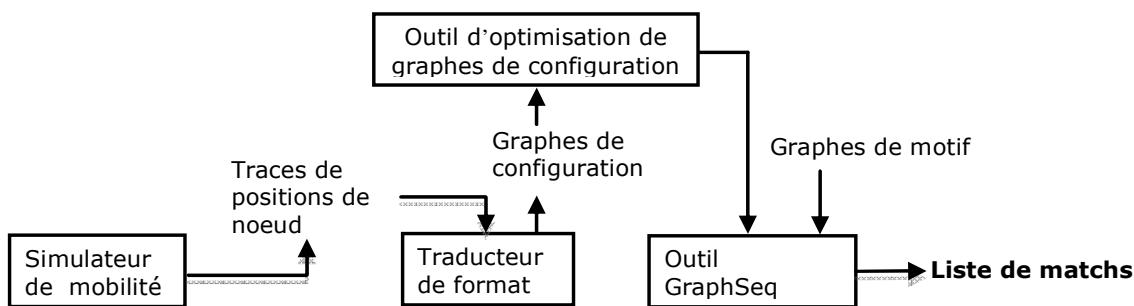 Outil d'optimisation de
graphes de configuration
Graphes de
configuration
Graphes de motif
Traces de
positions de
noeud
Simulateur
de mobilité
Traducteur
de format
Outil
GraphSeq
Liste de matchs